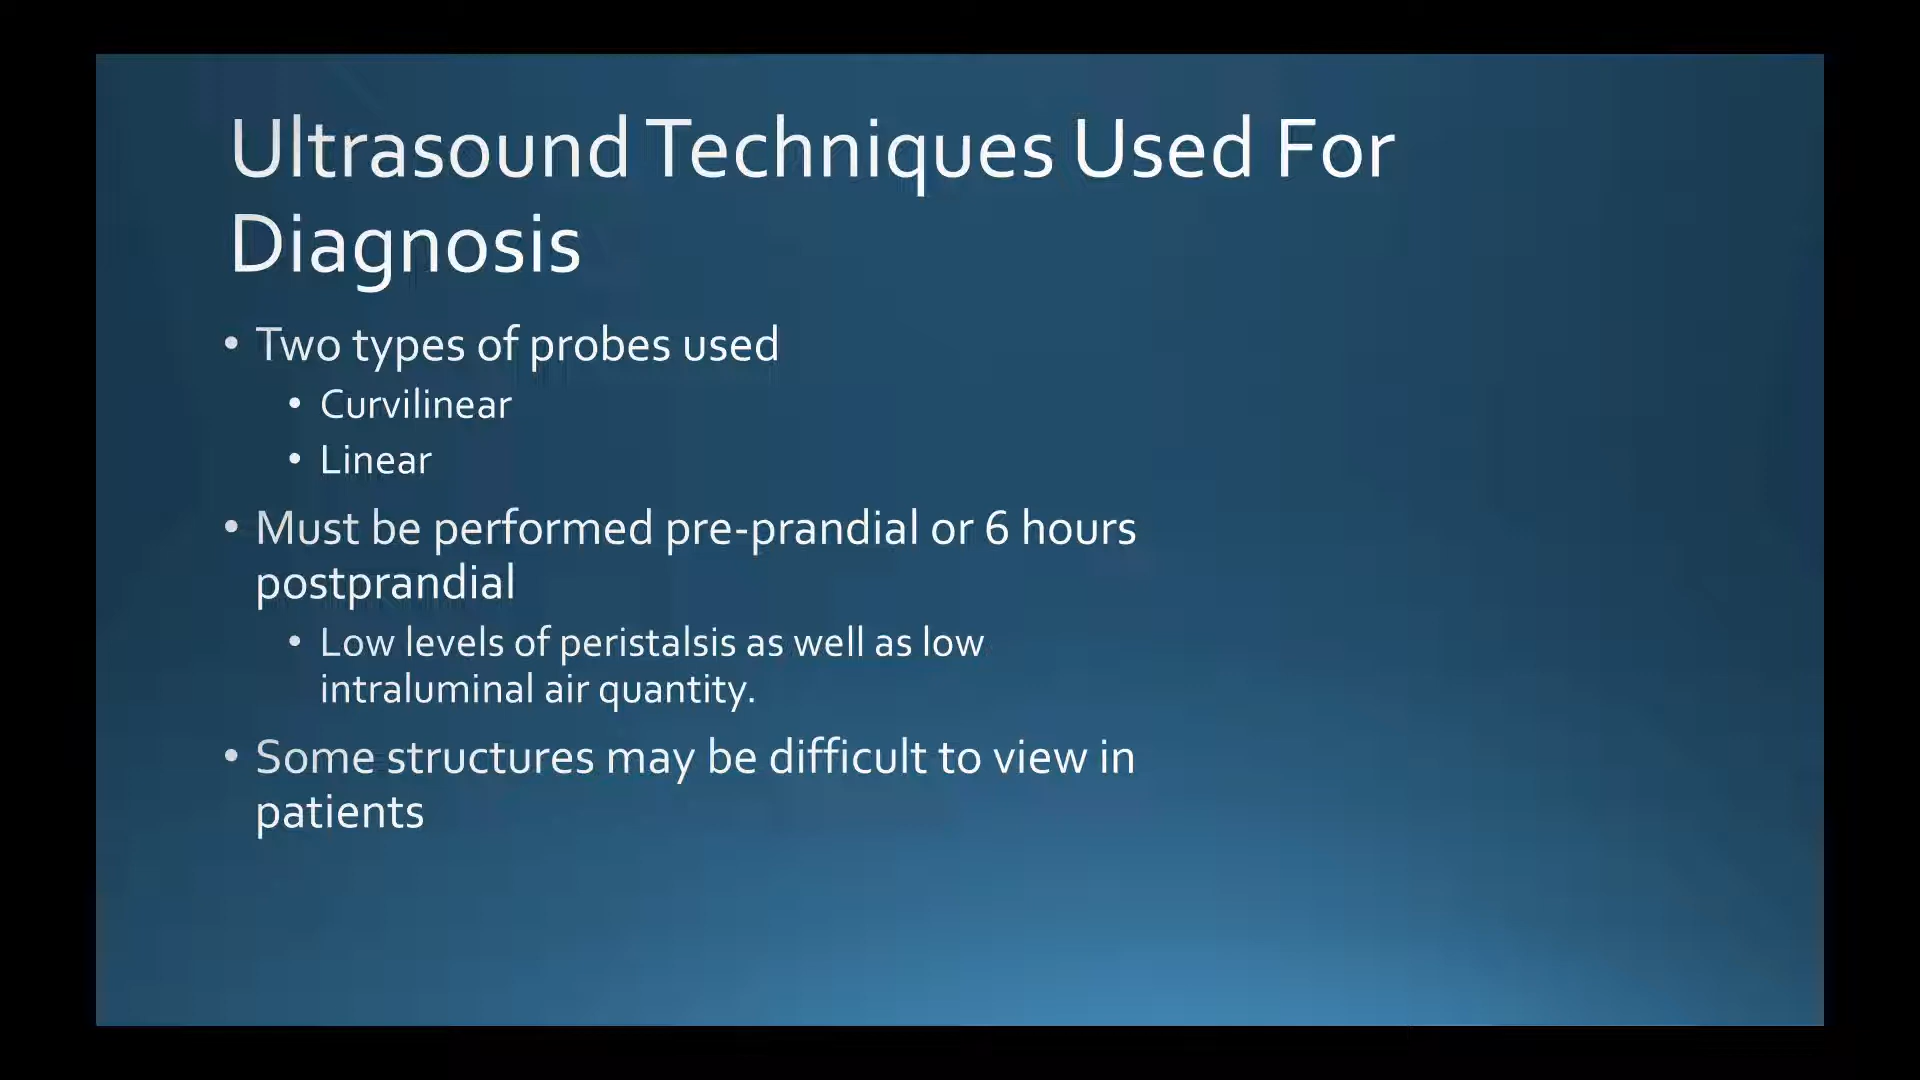 Ultrasound Techniques Used For
Diagnosis
• Two types of probes used
• Curvilinear
• Linear
• Must be performed pre-prandial or 6 hours
postprandial
• Low levels of peristalsis as well as low
intraluminal air quantity.
• Some structures may be difficult to view in
patients